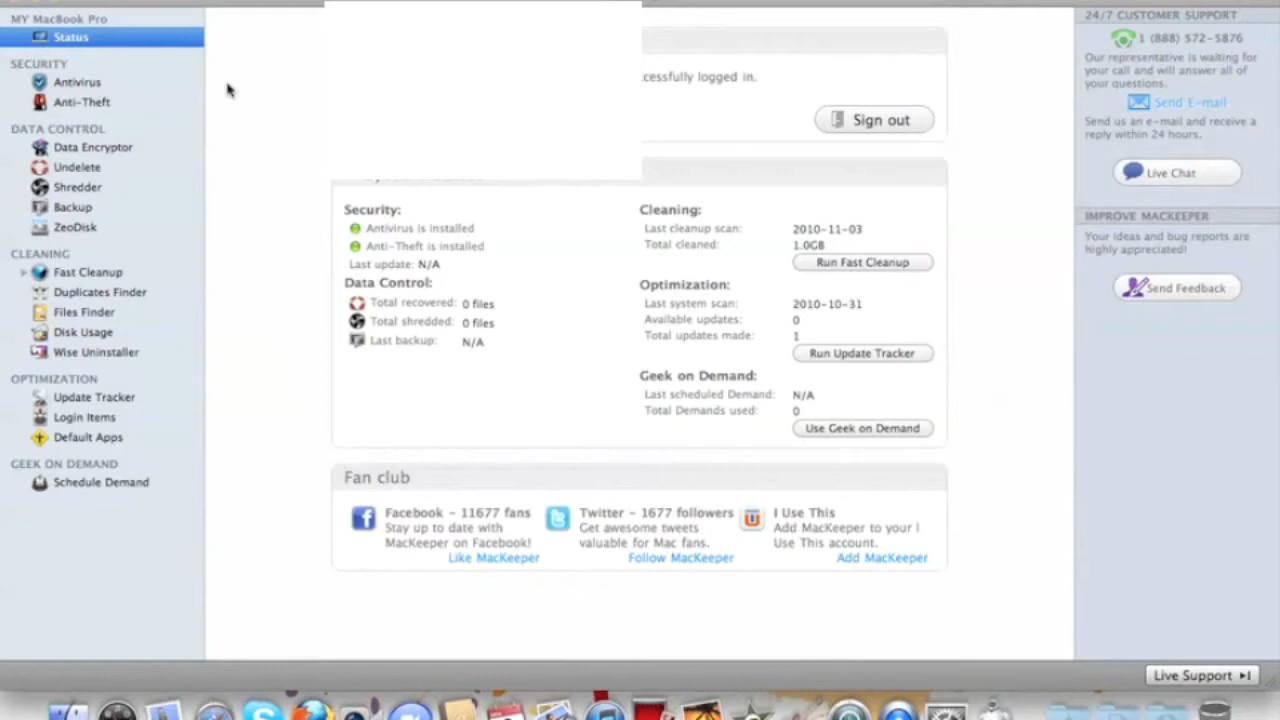 MY MacBook Pro
Status
SECURITY
Antivirus
Anti-Theft
DATA CONTROL
Data Encryptor
Undelete
Shredder
Backup
ZeoDisk
CLEANING
Fast Cleanup
Duplicates Finder
Files Finder
Disk Usage
Wise Uninstaller
OPTIMIZATION
Update Tracker
Login Items
Default Apps
GEEK ON DEMAND
Schedule Demand
cessfully logged in.
Sign out
Security:
Antivirus is installed
Anti-Theft is installed
Last update: N/A
Data Control:
Total recovered: 0 files
Total shredded: 0 files
Last backup: N/A
Cleaning:
Last cleanup scan: 2010-11-03
Total cleaned: 1.0GB
Run Fast Cleanup
Optimization:
Last system scan: 2010-10-31
Available updates: 0
Total updates made: 1
Run Update Tracker
Geek on Demand:
Last scheduled Demand: N/A
Total Demands used: 0
Use Geek on Demand
Fan club
Facebook - 11677 fans
Stay up to date with
MacKeeper on Facebook!
Like MacKeeper
Twitter - 1677 followers
Get awesome tweets
valuable for Mac fans.
Follow MacKeeper
I Use This
Add MacKeeper to your I
Use This account.
Add MacKeeper
24/7 CUSTOMER SUPPORT
1 (888) 572-5876
Our representative is waiting for
your call and will answer all of
your questions.
Send E-mail
Send us an e-mail and receive a
reply within 24 hours.
Live Chat
IMPROVE MACKEEPER
Your ideas and bug reports are
highly appreciated!
Send Feedback
Live Support